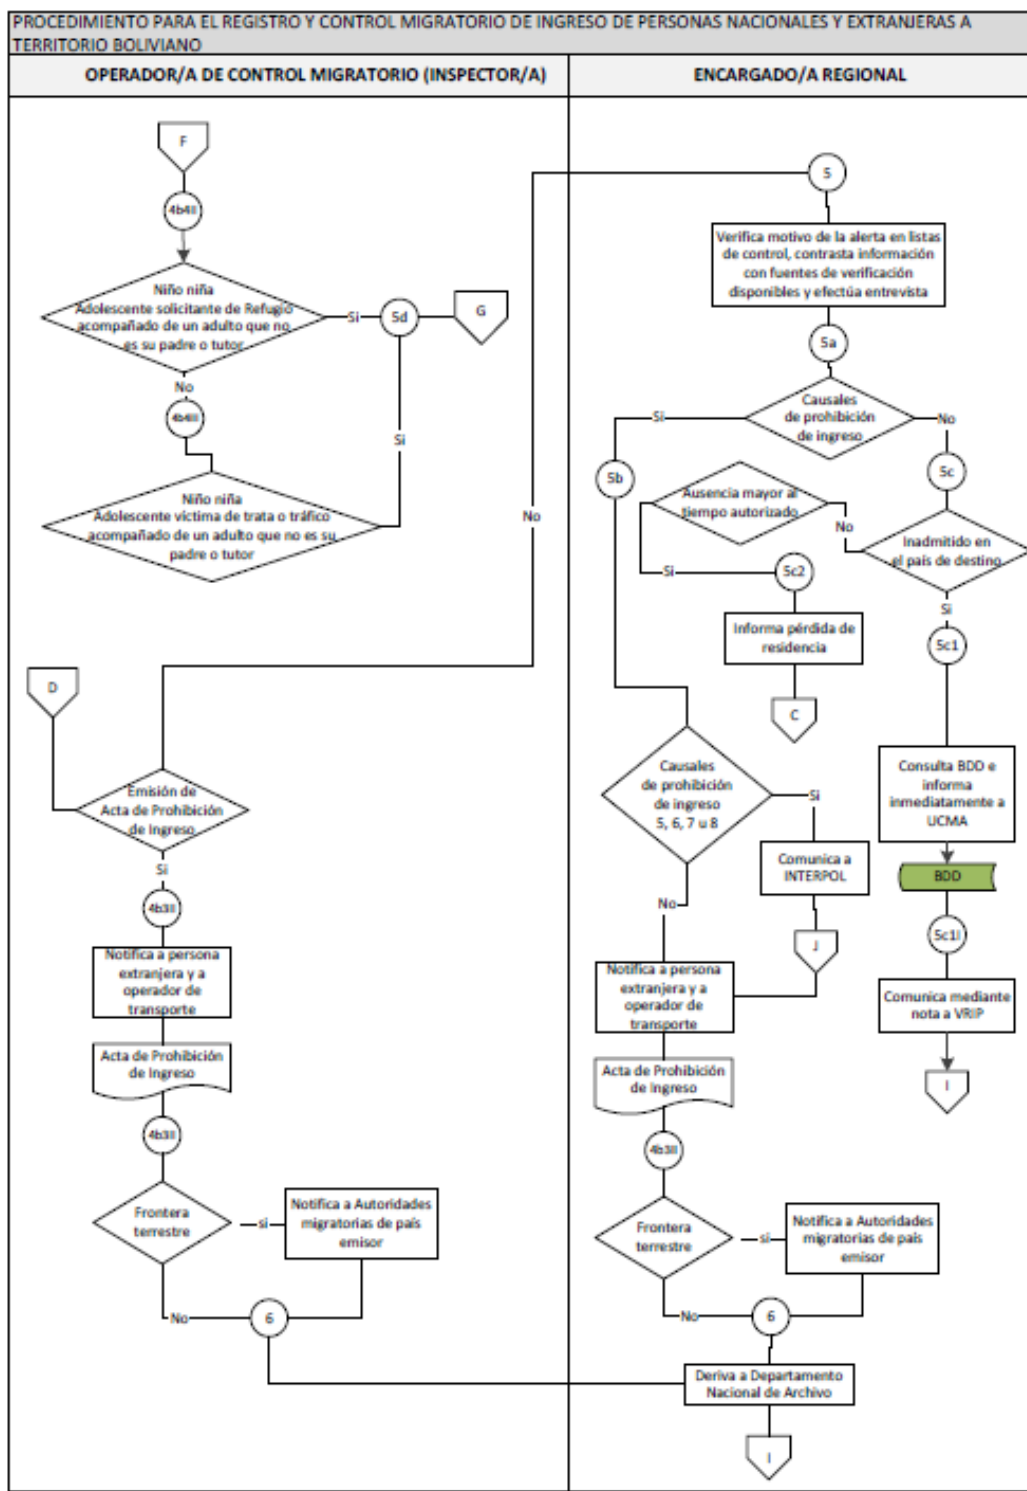 PROCEDIMIENTO PARA EL REGISTRO Y CONTROL MIGRATORIO DE INGRESO DE PERSONAS NACIONALES Y EXTRANJERAS A
TERRITORIO BOLIVIANO
OPERADOR/A DE CONTROL MIGRATORIO (INSPECTOR/A)
ENCARGADO/A REGIONAL
F
4b4II
Niño niña
Adolescente solicitante de Refugio
acompañado de un adulto que no
es su padre o tutor
Si
5d
G
No
4b4III
Si
Niño niña
Adolescente víctima de trata o tráfico
acompañado de un adulto que no es su
padre o tutor
No
D
Emisión de
Acta de Prohibición
de Ingreso
Si
4b3II
Notifica a persona
extranjera y a
operador de
transporte
Acta de Prohibición
de Ingreso
4b3II
Frontera
terrestre
si
Notifica a Autoridades
migratorias de país
emisor
No
6
5
Verifica motivo de la alerta en listas
de control, contrasta información
con fuentes de verificación
disponibles y efectúa entrevista
5a
Causales
de prohibición
de ingreso
Si
No
5b
5c
Ausencia mayor al
tiempo autorizado
No
Inadmitido en
el país de destino
Si
5c2
Si
Informa pérdida de
residencia
5c1
C
Causales
de prohibición
de ingreso
5, 6, 7 u 8
Si
Consulta BDD e
informa
inmediatamente a
UCMA
Comunica a
INTERPOL
BDD
No
J
5c1I
Notifica a persona
extranjera y a
operador de
transporte
Comunica mediante
nota a VRIP
Acta de Prohibición
de Ingreso
I
4b3II
Frontera
terrestre
si
Notifica a Autoridades
migratorias de país
emisor
No
6
Deriva a Departamento
Nacional de Archivo
I